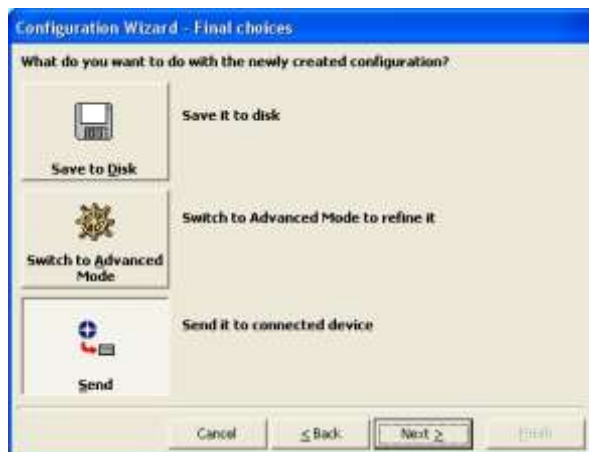 Configuration Wizard - Final choices
What do you want to do with the newly created configuration?
Save it to disk
Save to Disk
Switch to Advanced Mode to refine it
Switch to Advanced
Mode
Send it to connected device
Send
Cancel
< Back
Next >
Finish